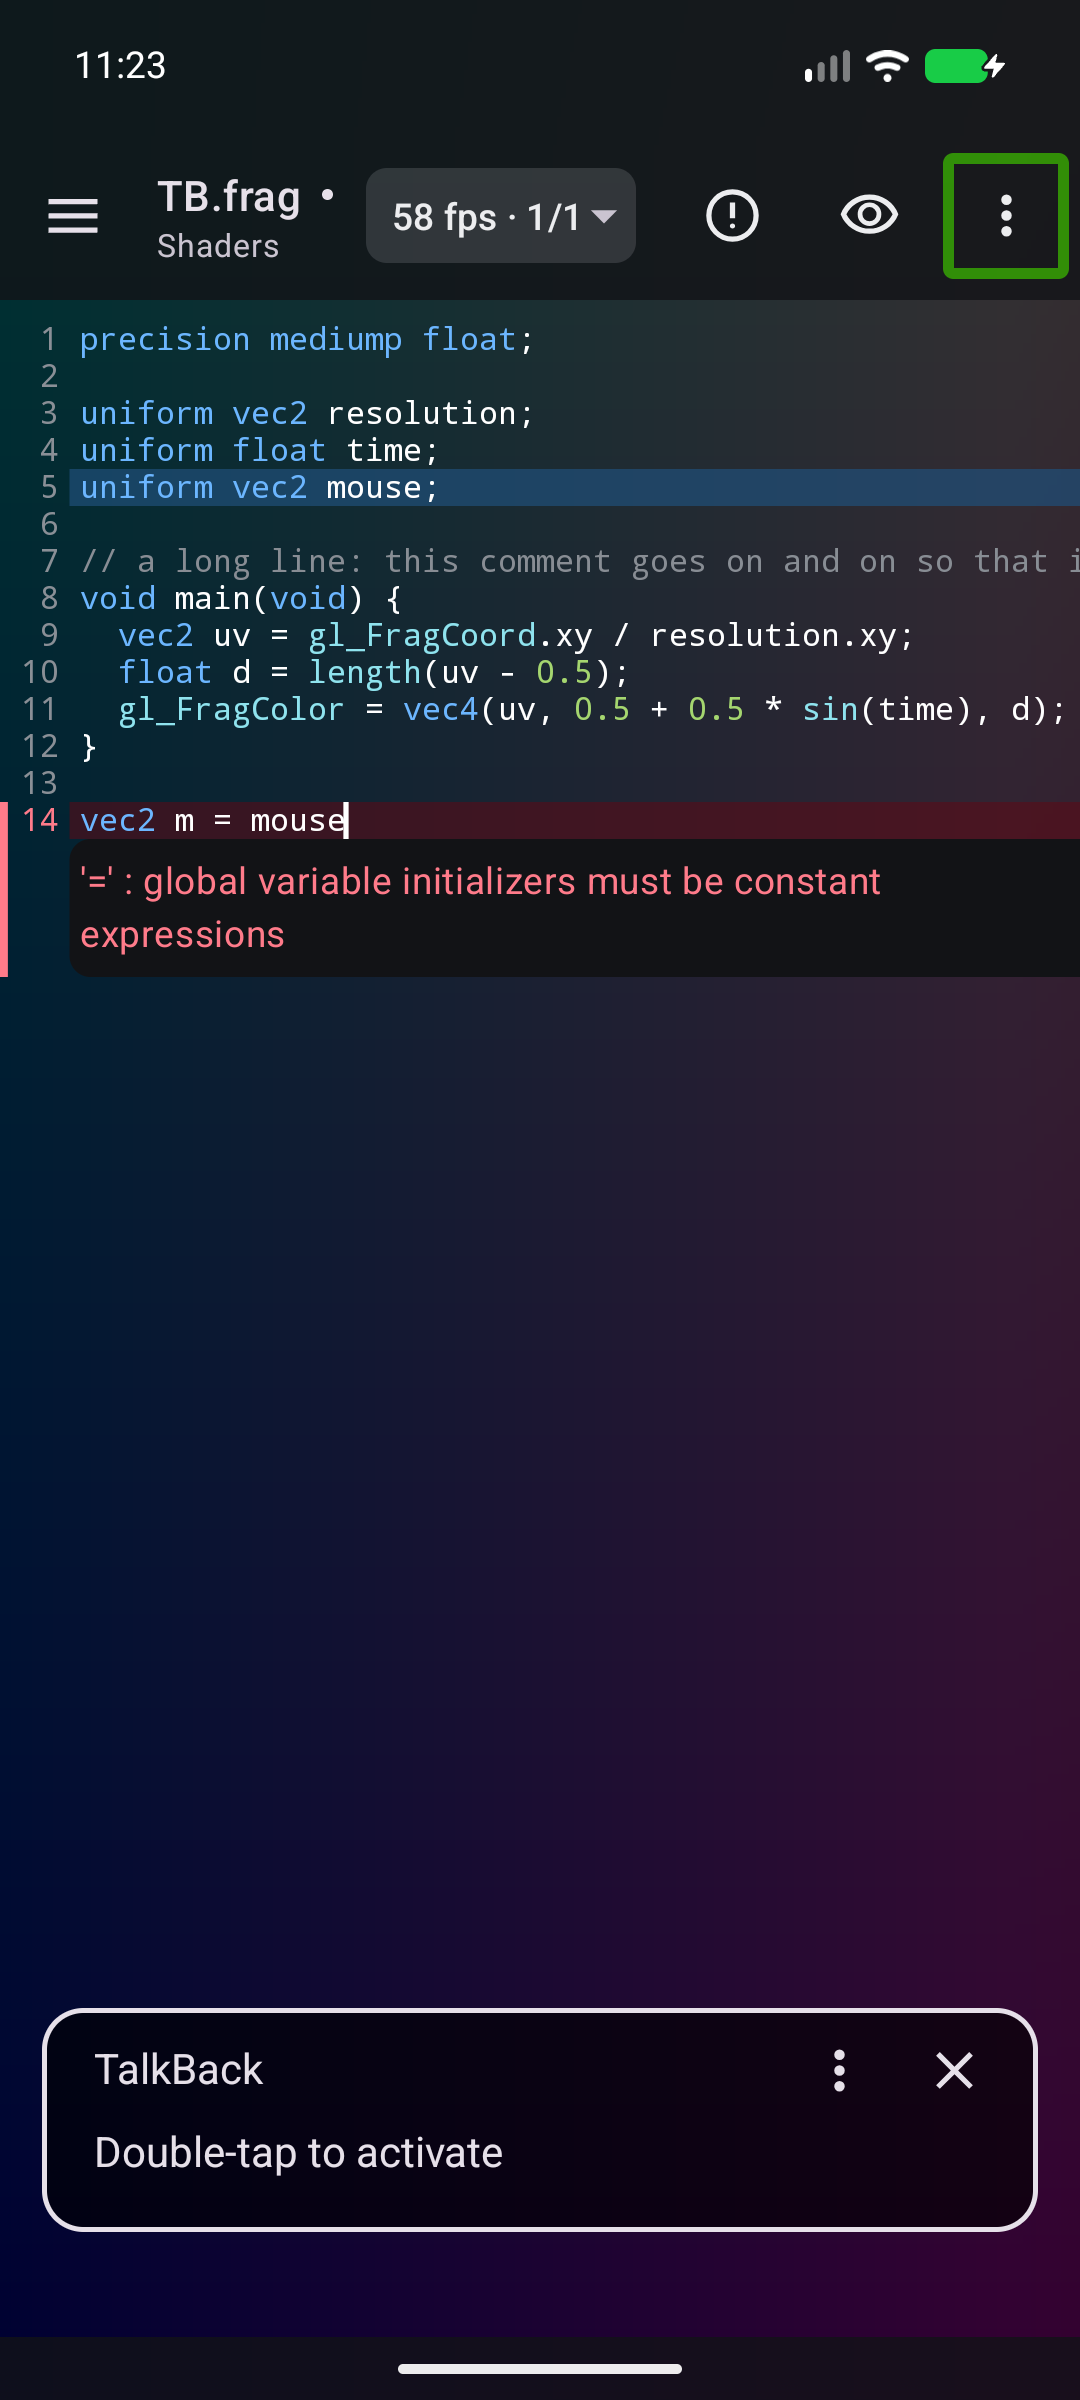 11:23
TB.frag •
Shaders
58 fps · 1/1
1 precision mediump float;
2
3 uniform vec2 resolution;
4 uniform float time;
5 uniform vec2 mouse;
6
7 // a long line: this comment goes on and on so that i
8 void main(void) {
9   vec2 uv = gl_FragCoord.xy / resolution.xy;
10   float d = length(uv - 0.5);
11   gl_FragColor = vec4(uv, 0.5 + 0.5 * sin(time), d);
12 }
13
14 vec2 m = mouse
'=' : global variable initializers must be constant
expressions
TalkBack
Double-tap to activate